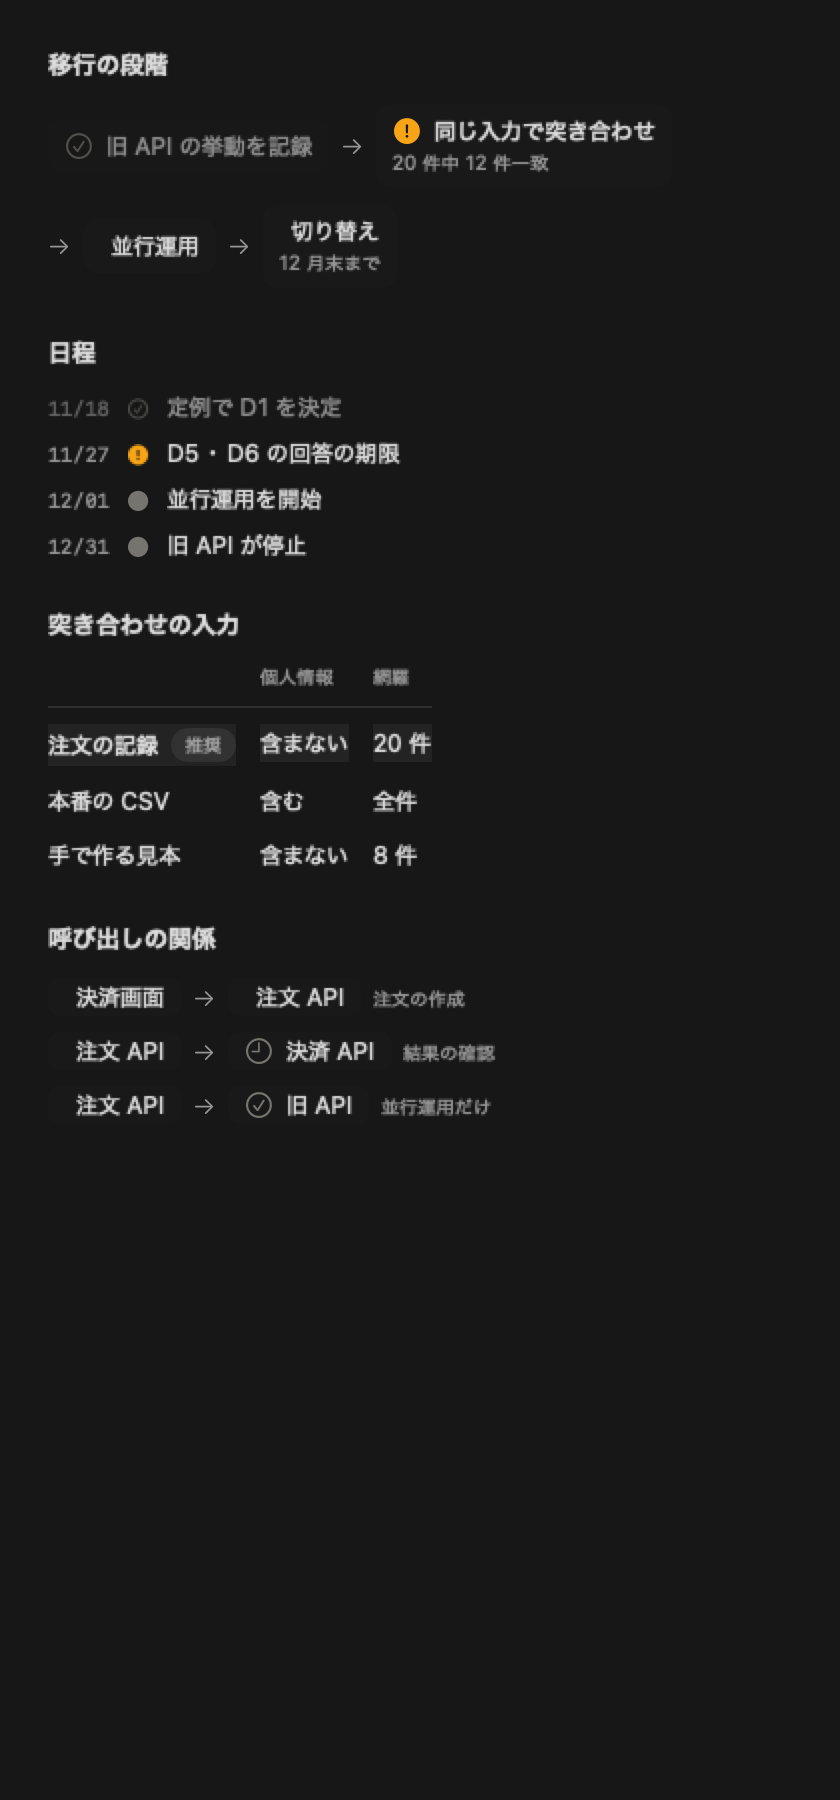 移行の段階
旧 API の挙動を記録 → 同じ入力で突き合わせ
20 件中 12 件一致
→ 並行運用 → 切り替え
12 月末まで
日程
11/18 定例で D1 を決定
11/27 D5・D6 の回答の期限
12/01 並行運用を開始
12/31 旧 API が停止
突き合わせの入力
個人情報 網羅
注文の記録 推奨 含まない 20 件
本番の CSV 含む 全件
手で作る見本 含まない 8 件
呼び出しの関係
決済画面 → 注文 API 注文の作成
注文 API → 決済 API 結果の確認
注文 API → 旧 API 並行運用だけ